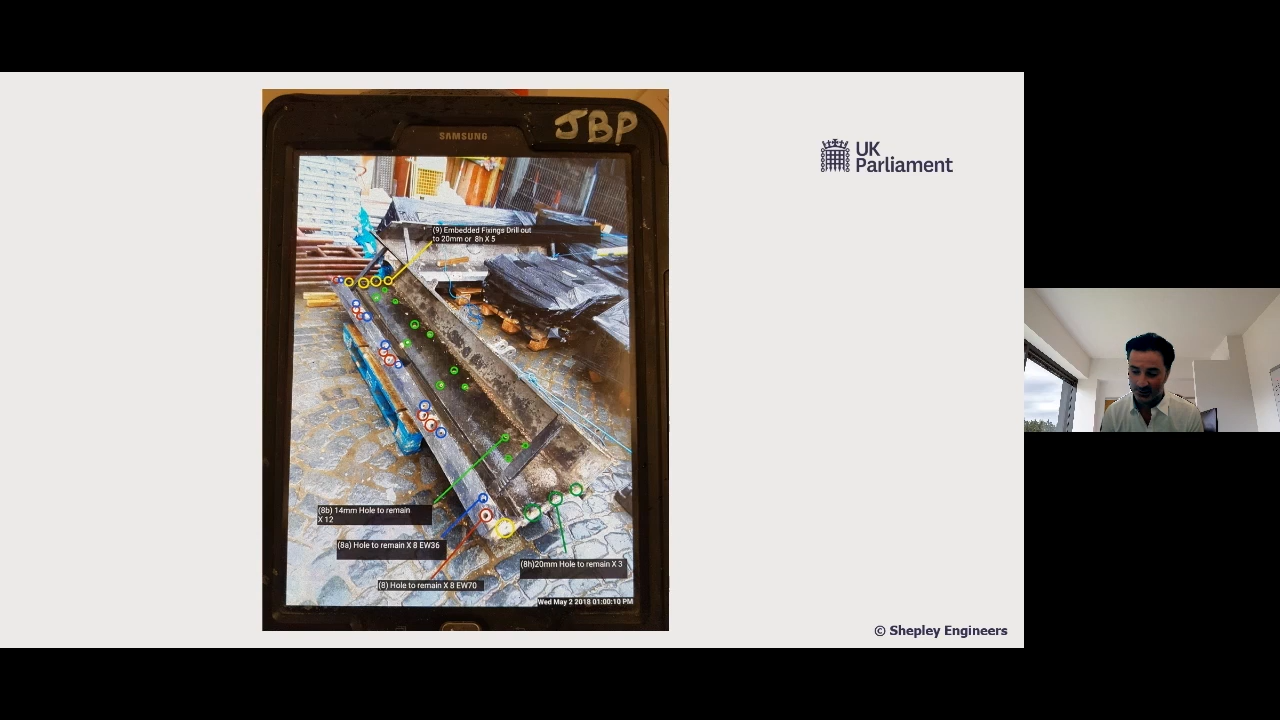 SAMSUNG
JBP
(9) Embedded Fixings Drill out
to 20mm or 8h X 5
(8b) 14mm Hole to remain
X 12
(8a) Hole to remain X 8 EW36
(8h)20mm Hole to remain X 3
(8) Hole to remain X 8 EW70
Wed May 2 2018 01:00:10 PM
UK
Parliament
© Shepley Engineers